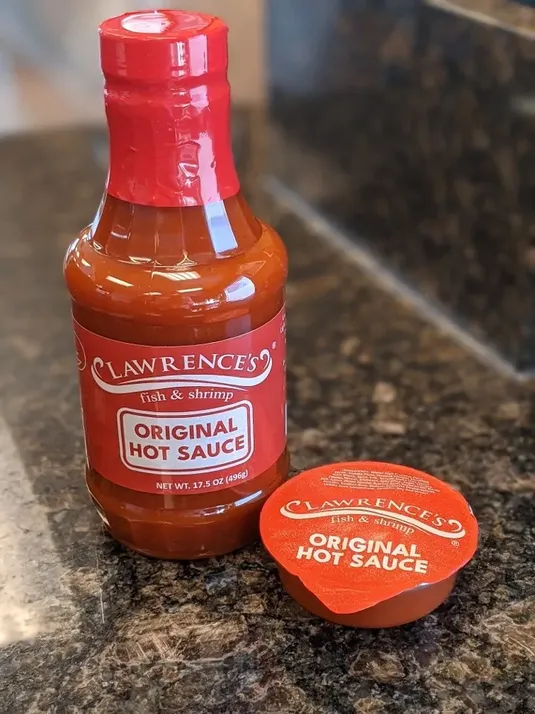 LAWRENCE'S®
fish & shrimp
ORIGINAL
HOT SAUCE
NET WT. 17.5 OZ (496g)
LAWRENCE'S®
fish & shrimp
ORIGINAL
HOT SAUCE